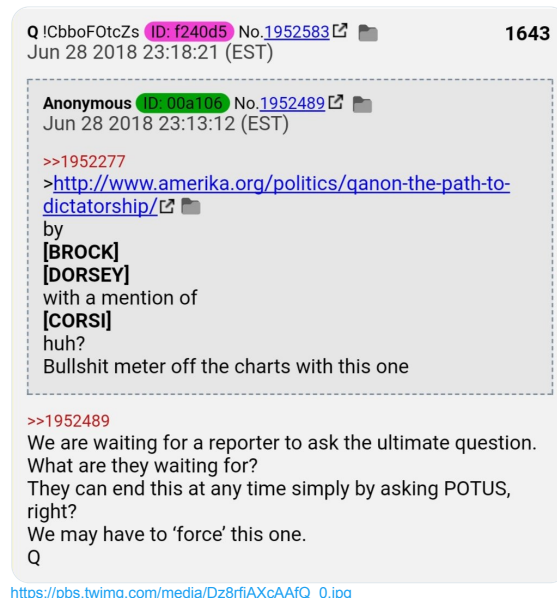 Q !CbboFOtcZs ID: f240d5 No.1952583 1643
Jun 28 2018 23:18:21 (EST)
Anonymous ID: 00a106 No.1952489
Jun 28 2018 23:13:12 (EST)
>>1952277
>http://www.amerika.org/politics/qanon-the-path-to-
dictatorship/
by
[BROCK]
[DORSEY]
with a mention of
[CORSI]
huh?
Bullshit meter off the charts with this one
>>1952489
We are waiting for a reporter to ask the ultimate question.
What are they waiting for?
They can end this at any time simply by asking POTUS,
right?
We may have to ‘force’ this one.
Q
https://pbs.twimg.com/media/Dz8rfiAXcAAfQ_0.jpg